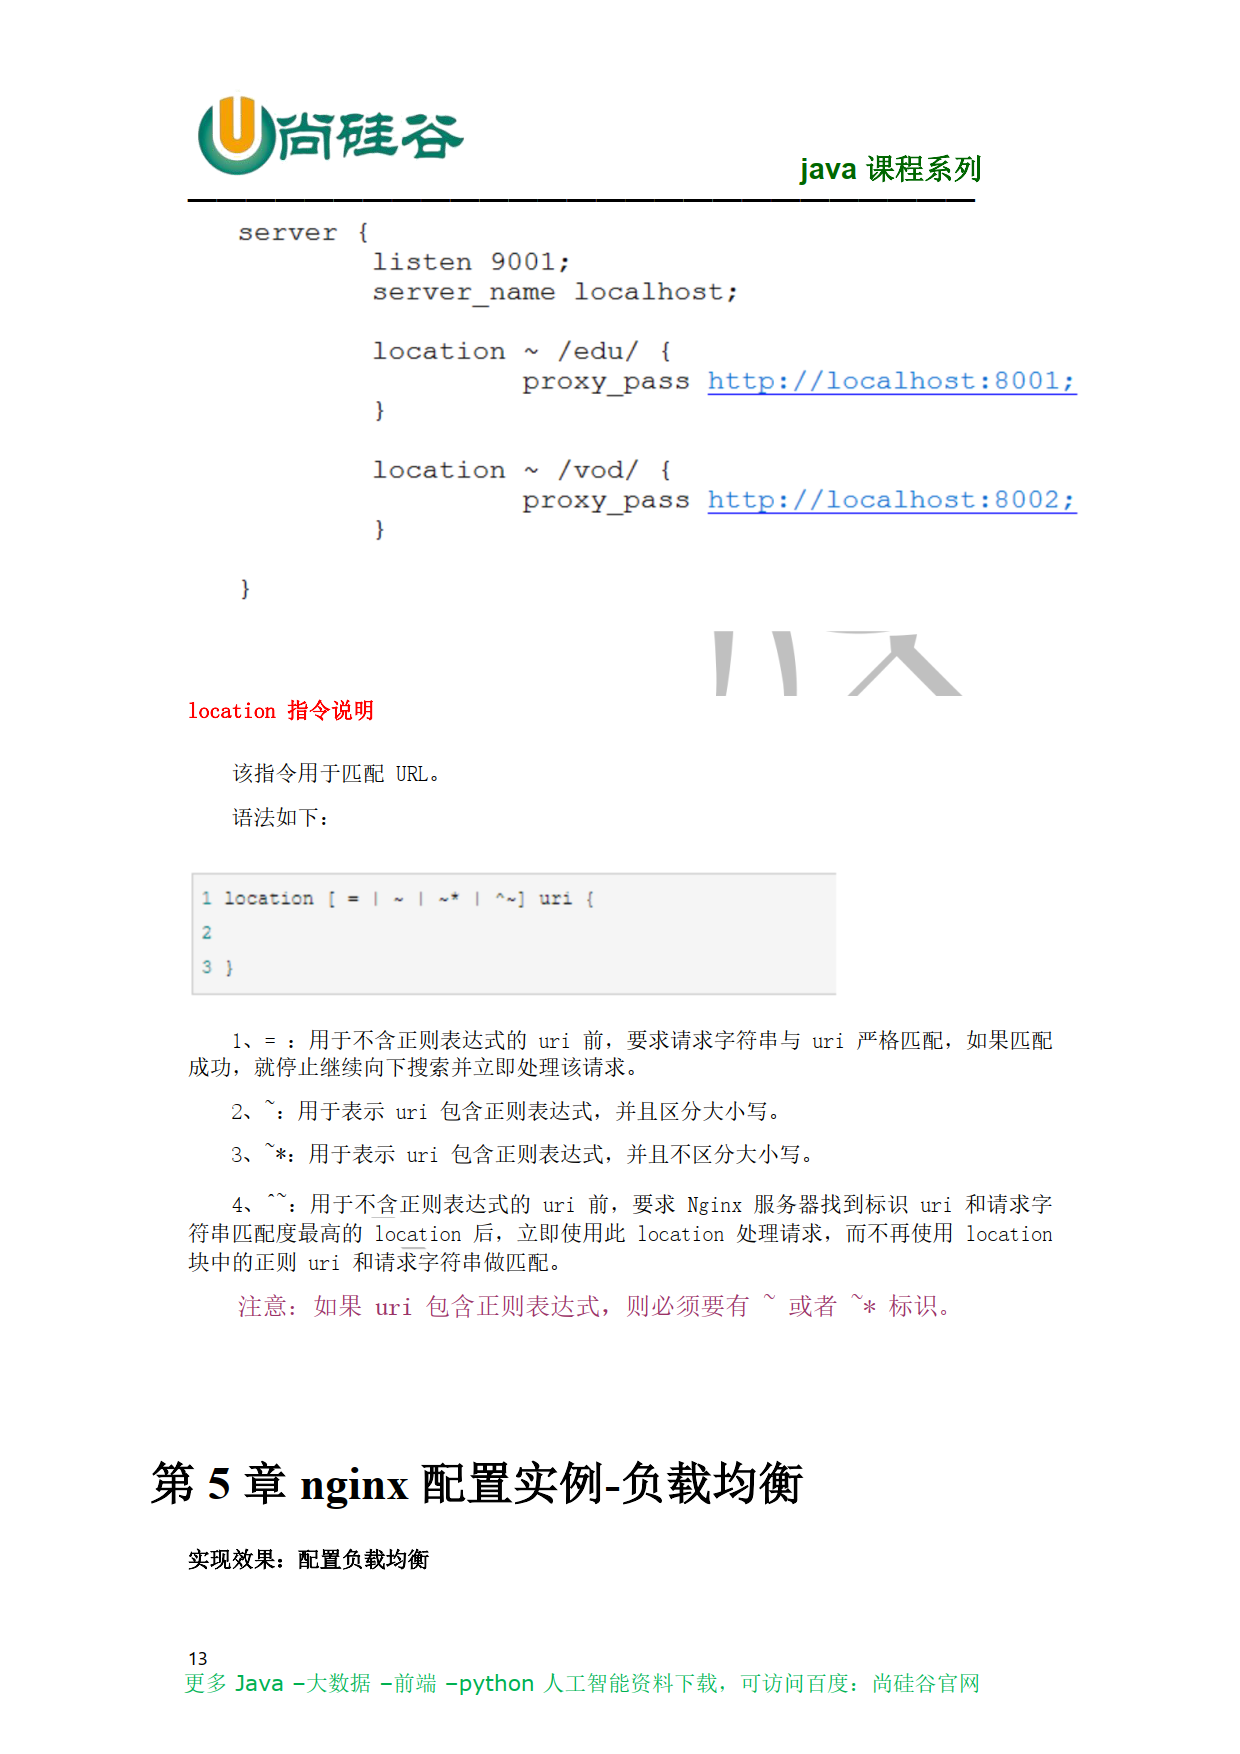 尚硅谷
java 课程系列
server {
listen 9001;
server_name localhost;
location ~ /edu/ {
proxy_pass http://localhost:8001;
}
location ~ /vod/ {
proxy_pass http://localhost:8002;
}
}
location 指令说明
该指令用于匹配 URL。
语法如下：
1 location [ = | ~ | ~* | ^~] uri {
2
3 }
1、= ：用于不含正则表达式的 uri 前，要求请求字符串与 uri 严格匹配，如果匹配
成功，就停止继续向下搜索并立即处理该请求。
2、~：用于表示 uri 包含正则表达式，并且区分大小写。
3、~*：用于表示 uri 包含正则表达式，并且不区分大小写。
4、^~：用于不含正则表达式的 uri 前，要求 Nginx 服务器找到标识 uri 和请求字
符串匹配度最高的 location 后，立即使用此 location 处理请求，而不再使用 location
块中的正则 uri 和请求字符串做匹配。
注意：如果 uri 包含正则表达式，则必须要有 ~ 或者 ~* 标识。
第 5 章 nginx 配置实例-负载均衡
实现效果：配置负载均衡
13
更多 Java –大数据 –前端 –python 人工智能资料下载，可访问百度：尚硅谷官网